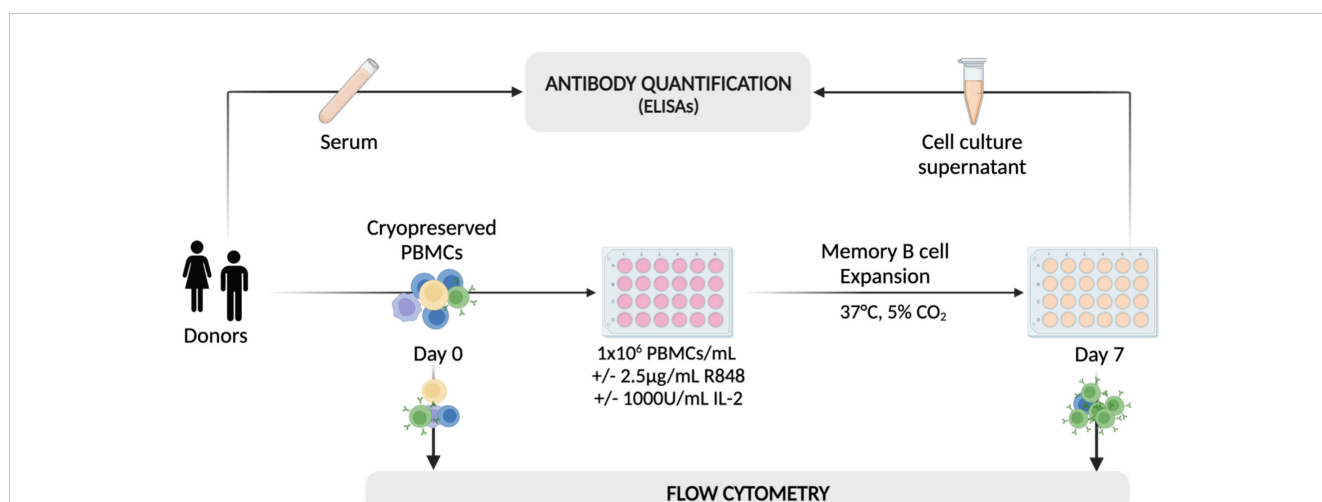 ANTIBODY QUANTIFICATION
(ELISAs)
Serum
Cell culture
supernatant
Cryopreserved
PBMCs
Memory B cell
Expansion
37°C, 5% CO₂
Donors
Day 0
1x10⁶ PBMCs/mL
+/- 2.5µg/mL R848
+/- 1000U/mL IL-2
Day 7
FLOW CYTOMETRY